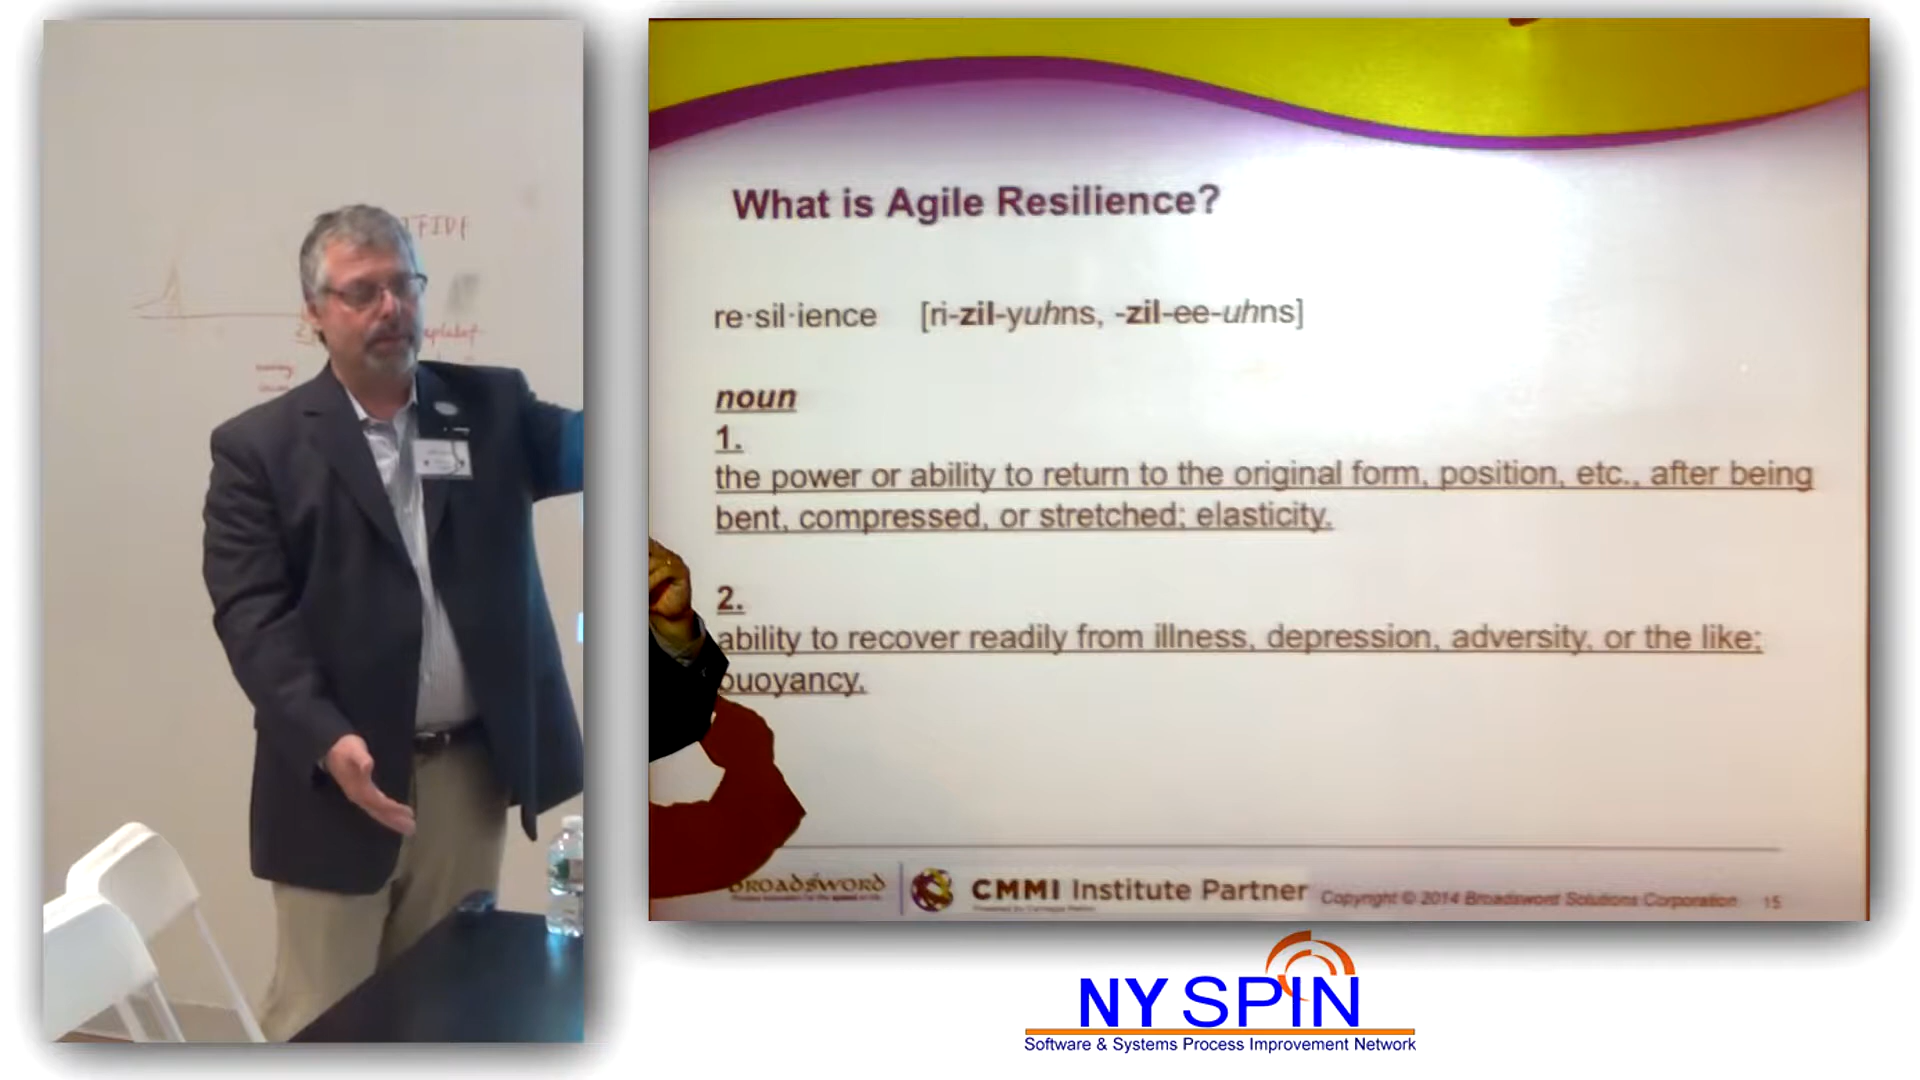 TFIDF
What is Agile Resilience?
re·sil·ience [ri-zil-yuhns, -zil-ee-uhns]
noun
1.
the power or ability to return to the original form, position, etc., after being
bent, compressed, or stretched; elasticity.
2.
ability to recover readily from illness, depression, adversity, or the like;
buoyancy.
BROADSWORD
CMMI Institute Partner
Copyright © 2014 Broadsword Solutions Corporation 15
NY SPIN
Software & Systems Process Improvement Network